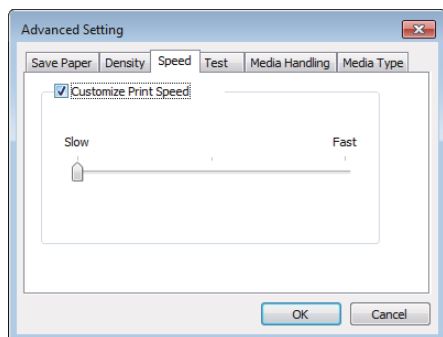 Advanced Setting
Save Paper Density Speed Test Media Handling Media Type
Customize Print Speed
Slow Fast
OK Cancel